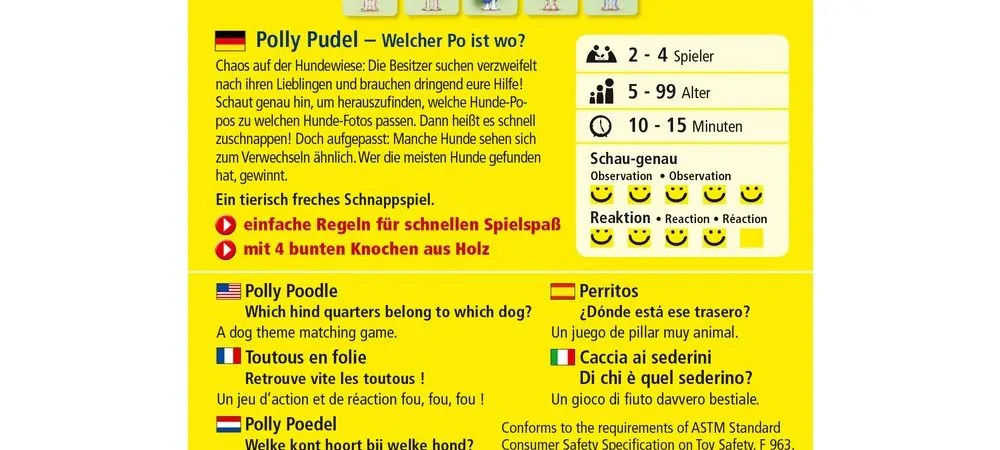 Polly Pudel – Welcher Po ist wo?
Chaos auf der Hundewiese: Die Besitzer suchen verzweifelt
nach ihren Lieblingen und brauchen dringend eure Hilfe!
Schaut genau hin, um herauszufinden, welche Hunde-Po-
pos zu welchen Hunde-Fotos passen. Dann heißt es schnell
zuschnappen! Doch aufgepasst: Manche Hunde sehen sich
zum Verwechseln ähnlich. Wer die meisten Hunde gefunden
hat, gewinnt.
Ein tierisch freches Schnappspiel.
einfache Regeln für schnellen Spielspaß
mit 4 bunten Knochen aus Holz
2 - 4 Spieler
5 - 99 Alter
10 - 15 Minuten
Schau-genau
Observation • Observation
Reaktion • Reaction • Réaction
Polly Poodle
Which hind quarters belong to which dog?
A dog theme matching game.
Toutous en folie
Retrouve vite les toutous !
Un jeu d'action et de réaction fou, fou, fou !
Polly Poedel
Welke kont hoort bij welke hond?
Perritos
¿Dónde está ese trasero?
Un juego de pillar muy animal.
Caccia ai sederini
Di chi è quel sederino?
Un gioco di fiuto davvero bestiale.
Conforms to the requirements of ASTM Standard
Consumer Safety Specification on Toy Safety, F 963.